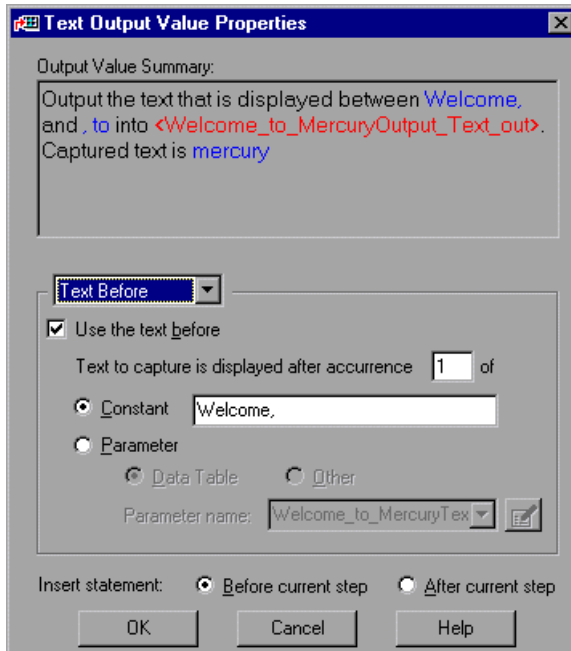 Text Output Value Properties
Output Value Summary:
Output the text that is displayed between Welcome,
and , to into <Welcome_to_MercuryOutput_Text_out>.
Captured text is mercury
Text Before
Use the text before
Text to capture is displayed after accurrence 1 of
Constant Welcome,
Parameter
Data Table Other
Parameter name: Welcome_to_MercuryTex
Insert statement: Before current step After current step
OK Cancel Help